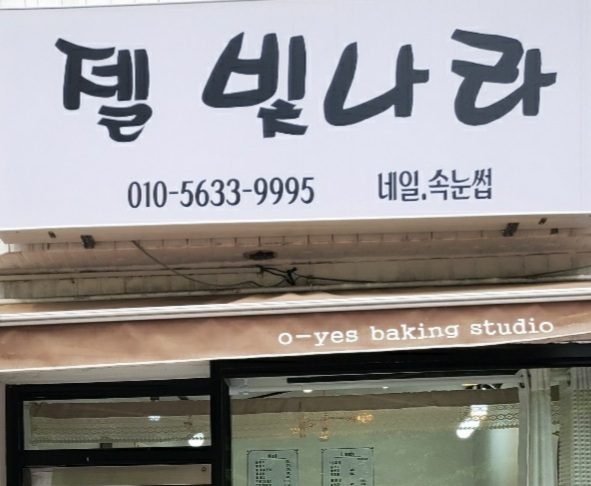 젤 빛나라
010-5633-9995 네일.속눈썹
o-yes baking studio